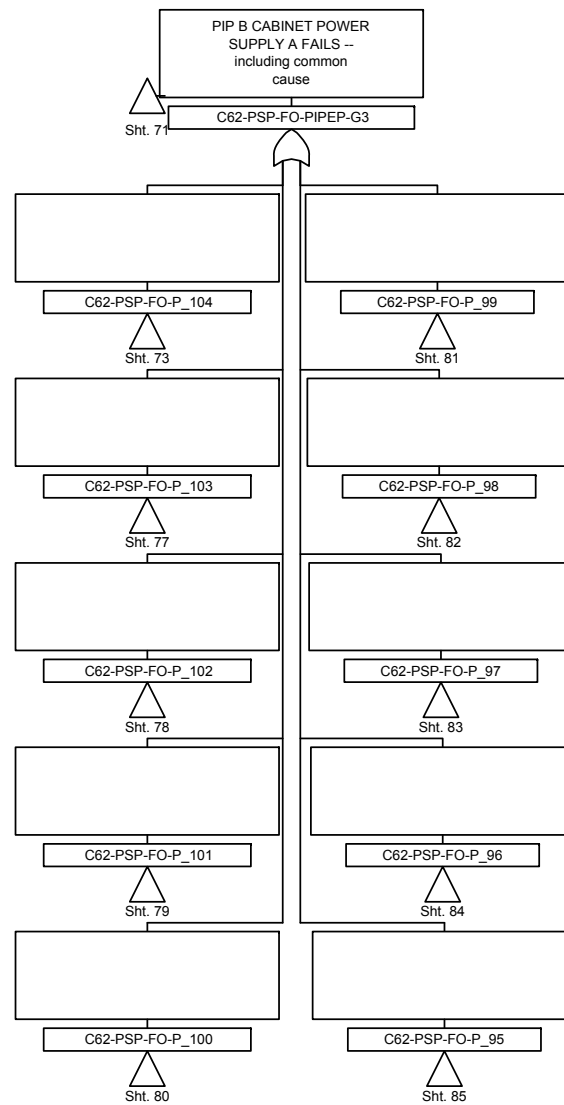 PIP B CABINET POWER
SUPPLY A FAILS --
including common
cause
Sht. 71
C62-PSP-FO-PIPEP-G3
C62-PSP-FO-P_104
Sht. 73
C62-PSP-FO-P_99
Sht. 81
C62-PSP-FO-P_103
Sht. 77
C62-PSP-FO-P_98
Sht. 82
C62-PSP-FO-P_102
Sht. 78
C62-PSP-FO-P_97
Sht. 83
C62-PSP-FO-P_101
Sht. 79
C62-PSP-FO-P_96
Sht. 84
C62-PSP-FO-P_100
Sht. 80
C62-PSP-FO-P_95
Sht. 85